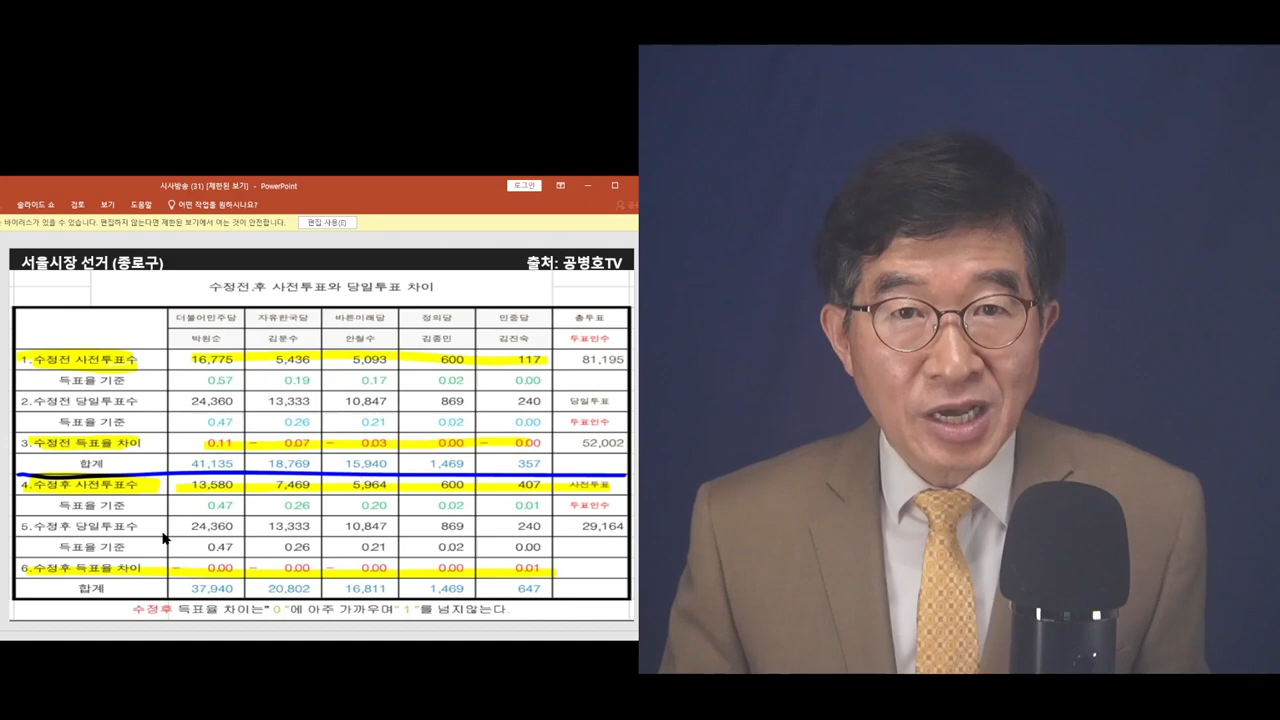 시사방송 (31) [제한된 보기] - PowerPoint
로그인
슬라이드 쇼 검토 보기 도움말 어떤 작업을 원하시나요?
바이러스가 있을 수 있습니다. 편집하지 않는다면 제한된 보기에서 여는 것이 안전합니다. 편집 사용(E)
서울시장 선거 (종로구) 출처: 공병호TV
수정전,후 사전투표와 당일투표 차이
더불어민주당 자유한국당 바른미래당 정의당 민중당 총투표
박원순 김문수 안철수 김종민 김진숙 투표인수
1.수정전 사전투표수 16,775 5,436 5,093 600 117 81,195
득표율 기준 0.57 0.19 0.17 0.02 0.00
2.수정전 당일투표수 24,360 13,333 10,847 869 240 당일투표
득표율 기준 0.47 0.26 0.21 0.02 0.00 투표인수
3.수정전 득표율 차이 0.11 - 0.07 - 0.03 0.00 - 0.00 52,002
합계 41,135 18,769 15,940 1,469 357
4.수정후 사전투표수 13,580 7,469 5,964 600 407 사전투표
득표율 기준 0.47 0.26 0.20 0.02 0.01 투표인수
5.수정후 당일투표수 24,360 13,333 10,847 869 240 29,164
득표율 기준 0.47 0.26 0.21 0.02 0.00
6.수정후 득표율 차이 - 0.00 - 0.00 - 0.00 0.00 0.01
합계 37,940 20,802 16,811 1,469 647
수정후 득표율 차이는"0"에 아주 가까우며"1"를 넘지않는다.